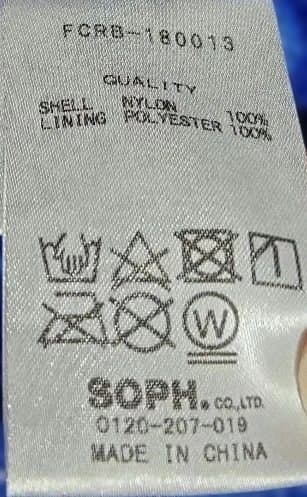 FCRB-180013
QUALITY
SHELL NYLON 100%
LINING POLYESTER 100%
W
SOPH. CO.,LTD.
0120-207-019
MADE IN CHINA